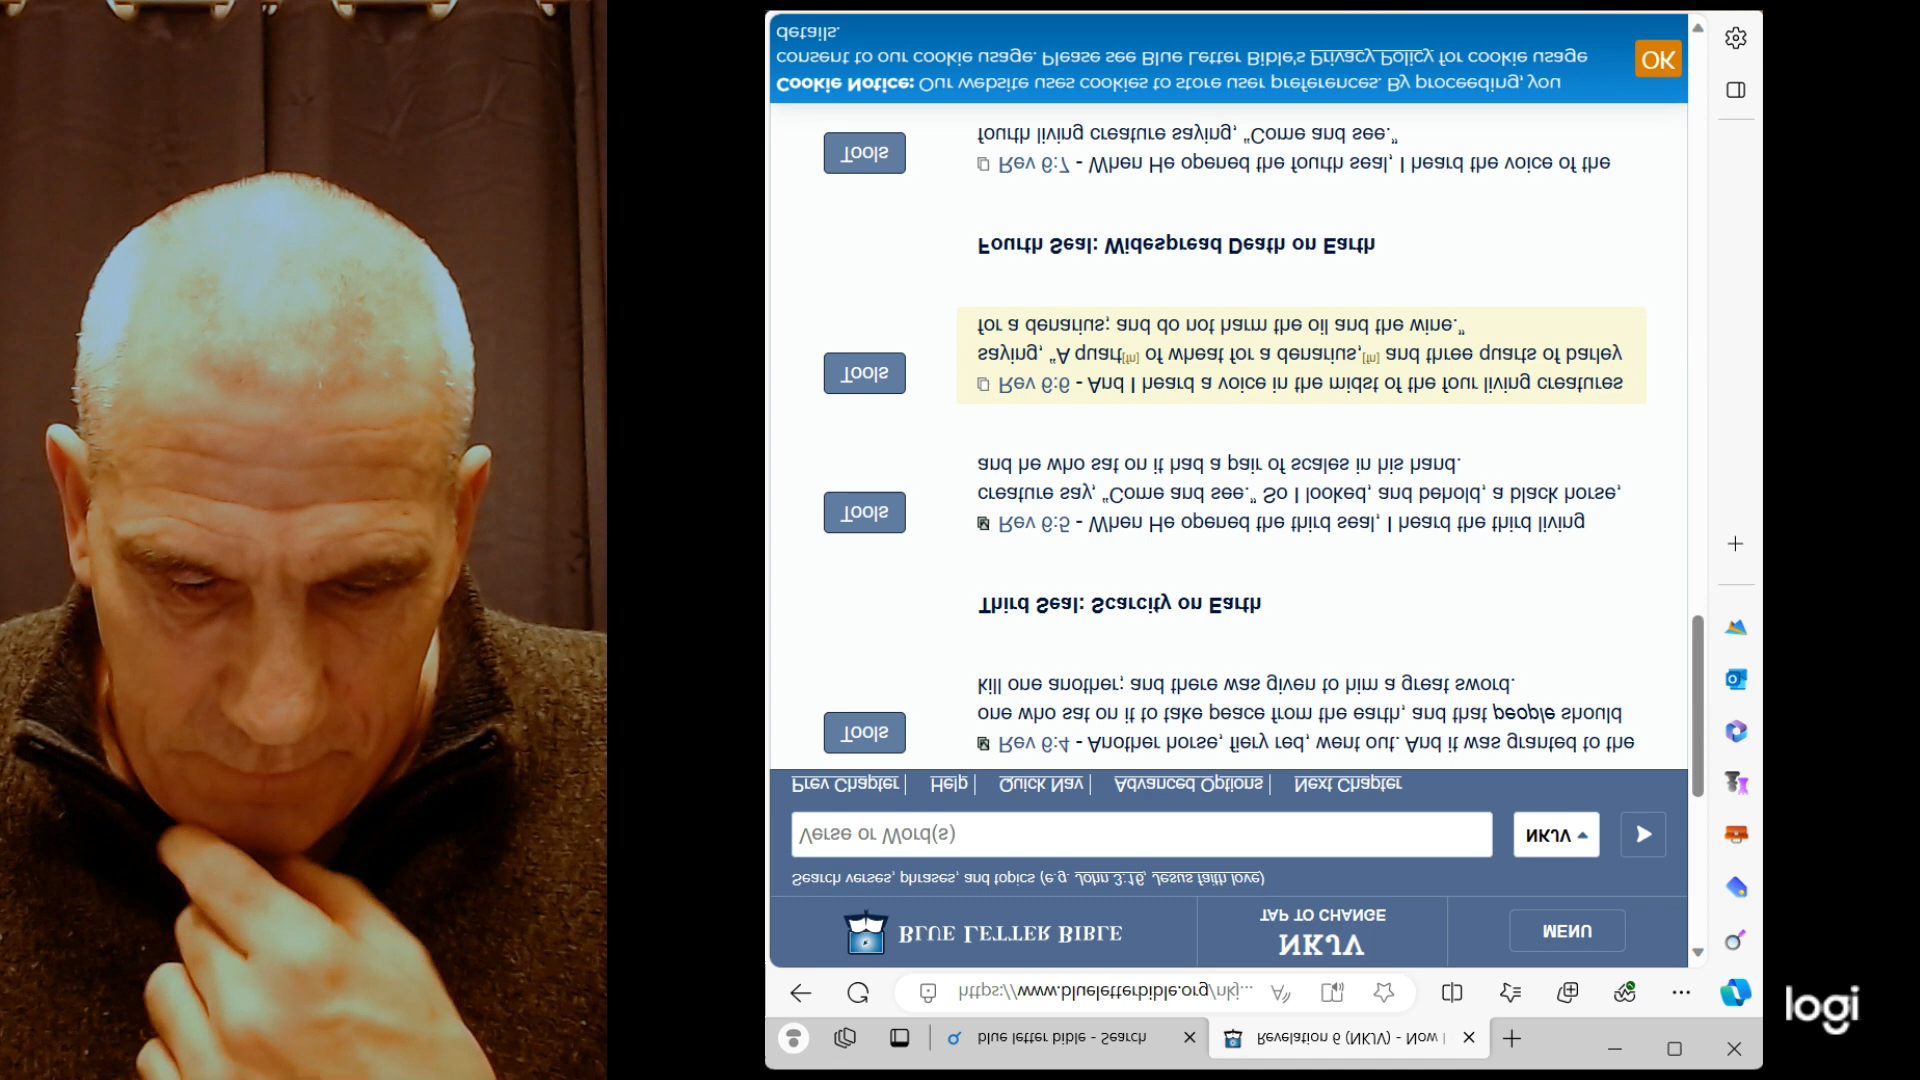 blue letter bible - Search
Revelation 6 (NKJV) - Now
https://www.blueletterbible.org/nkj...
BLUE LETTER BIBLE
NKJV
TAP TO CHANGE
MENU
Search verses, phrases, and topics (e.g. John 3:16, Jesus faith love)
Verse or Word(s)
NKJV
Prev Chapter | Help | Quick Nav | Advanced Options | Next Chapter
Tools
Rev 6:4 - Another horse, fiery red, went out. And it was granted to the
one who sat on it to take peace from the earth, and that people should
kill one another; and there was given to him a great sword.
Third Seal: Scarcity on Earth
Tools
Rev 6:5 - When He opened the third seal, I heard the third living
creature say, “Come and see.” So I looked, and behold, a black horse,
and he who sat on it had a pair of scales in his hand.
Tools
Rev 6:6 - And I heard a voice in the midst of the four living creatures
saying, “A quart[fn] of wheat for a denarius,[fn] and three quarts of barley
for a denarius; and do not harm the oil and the wine.”
Fourth Seal: Widespread Death on Earth
Tools
Rev 6:7 - When He opened the fourth seal, I heard the voice of the
fourth living creature saying, “Come and see.”
Cookie Notice: Our website uses cookies to store user preferences. By proceeding, you
consent to our cookie usage. Please see Blue Letter Bible's Privacy Policy for cookie usage
details.
OK
logi